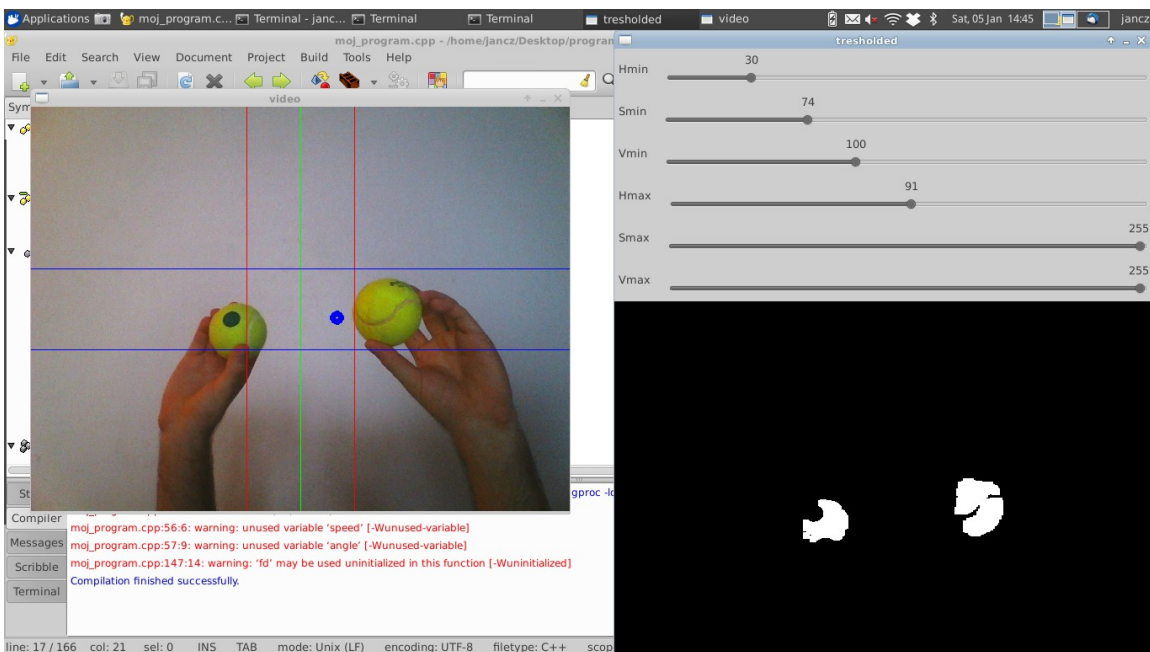 Applications moj_program.c... Terminal - janc... Terminal Terminal tresholded video Sat, 05 Jan 14:45 jancz
moj_program.cpp - /home/jancz/Desktop/program
File Edit Search View Document Project Build Tools Help
Sym
video
tresholded
Hmin 30
Smin 74
Vmin 100
Hmax 91
Smax 255
Vmax 255
St
Compiler
Messages
Scribble
Terminal
gproc -lo
moj_program.cpp:56:6: warning: unused variable ‘speed’ [-Wunused-variable]
moj_program.cpp:57:9: warning: unused variable ‘angle’ [-Wunused-variable]
moj_program.cpp:147:14: warning: ‘fd’ may be used uninitialized in this function [-Wuninitialized]
Compilation finished successfully.
line: 17 / 166 col: 21 sel: 0 INS TAB mode: Unix (LF) encoding: UTF-8 filetype: C++ scop